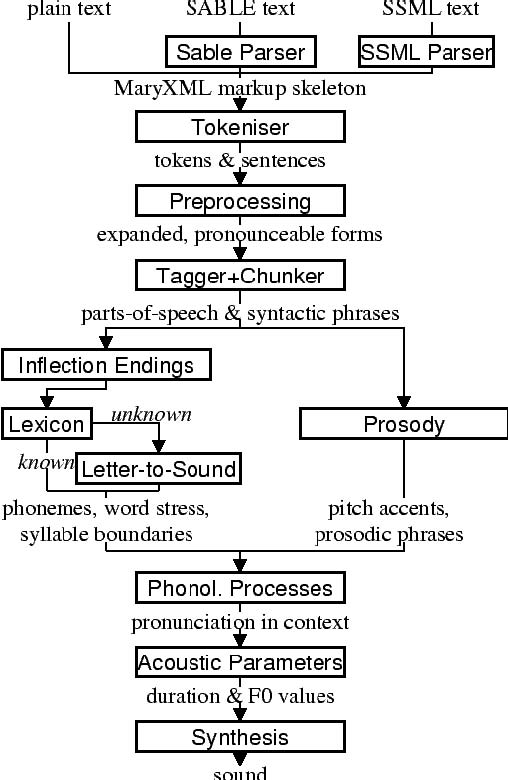 plain text
SABLE text
SSML text
Sable Parser
SSML Parser
MaryXML markup skeleton
Tokeniser
tokens & sentences
Preprocessing
expanded, pronounceable forms
Tagger+Chunker
parts-of-speech & syntactic phrases
Inflection Endings
Lexicon
unknown
Prosody
known
Letter-to-Sound
phonemes, word stress,
syllable boundaries
pitch accents,
prosodic phrases
Phonol. Processes
pronunciation in context
Acoustic Parameters
duration & F0 values
Synthesis
sound